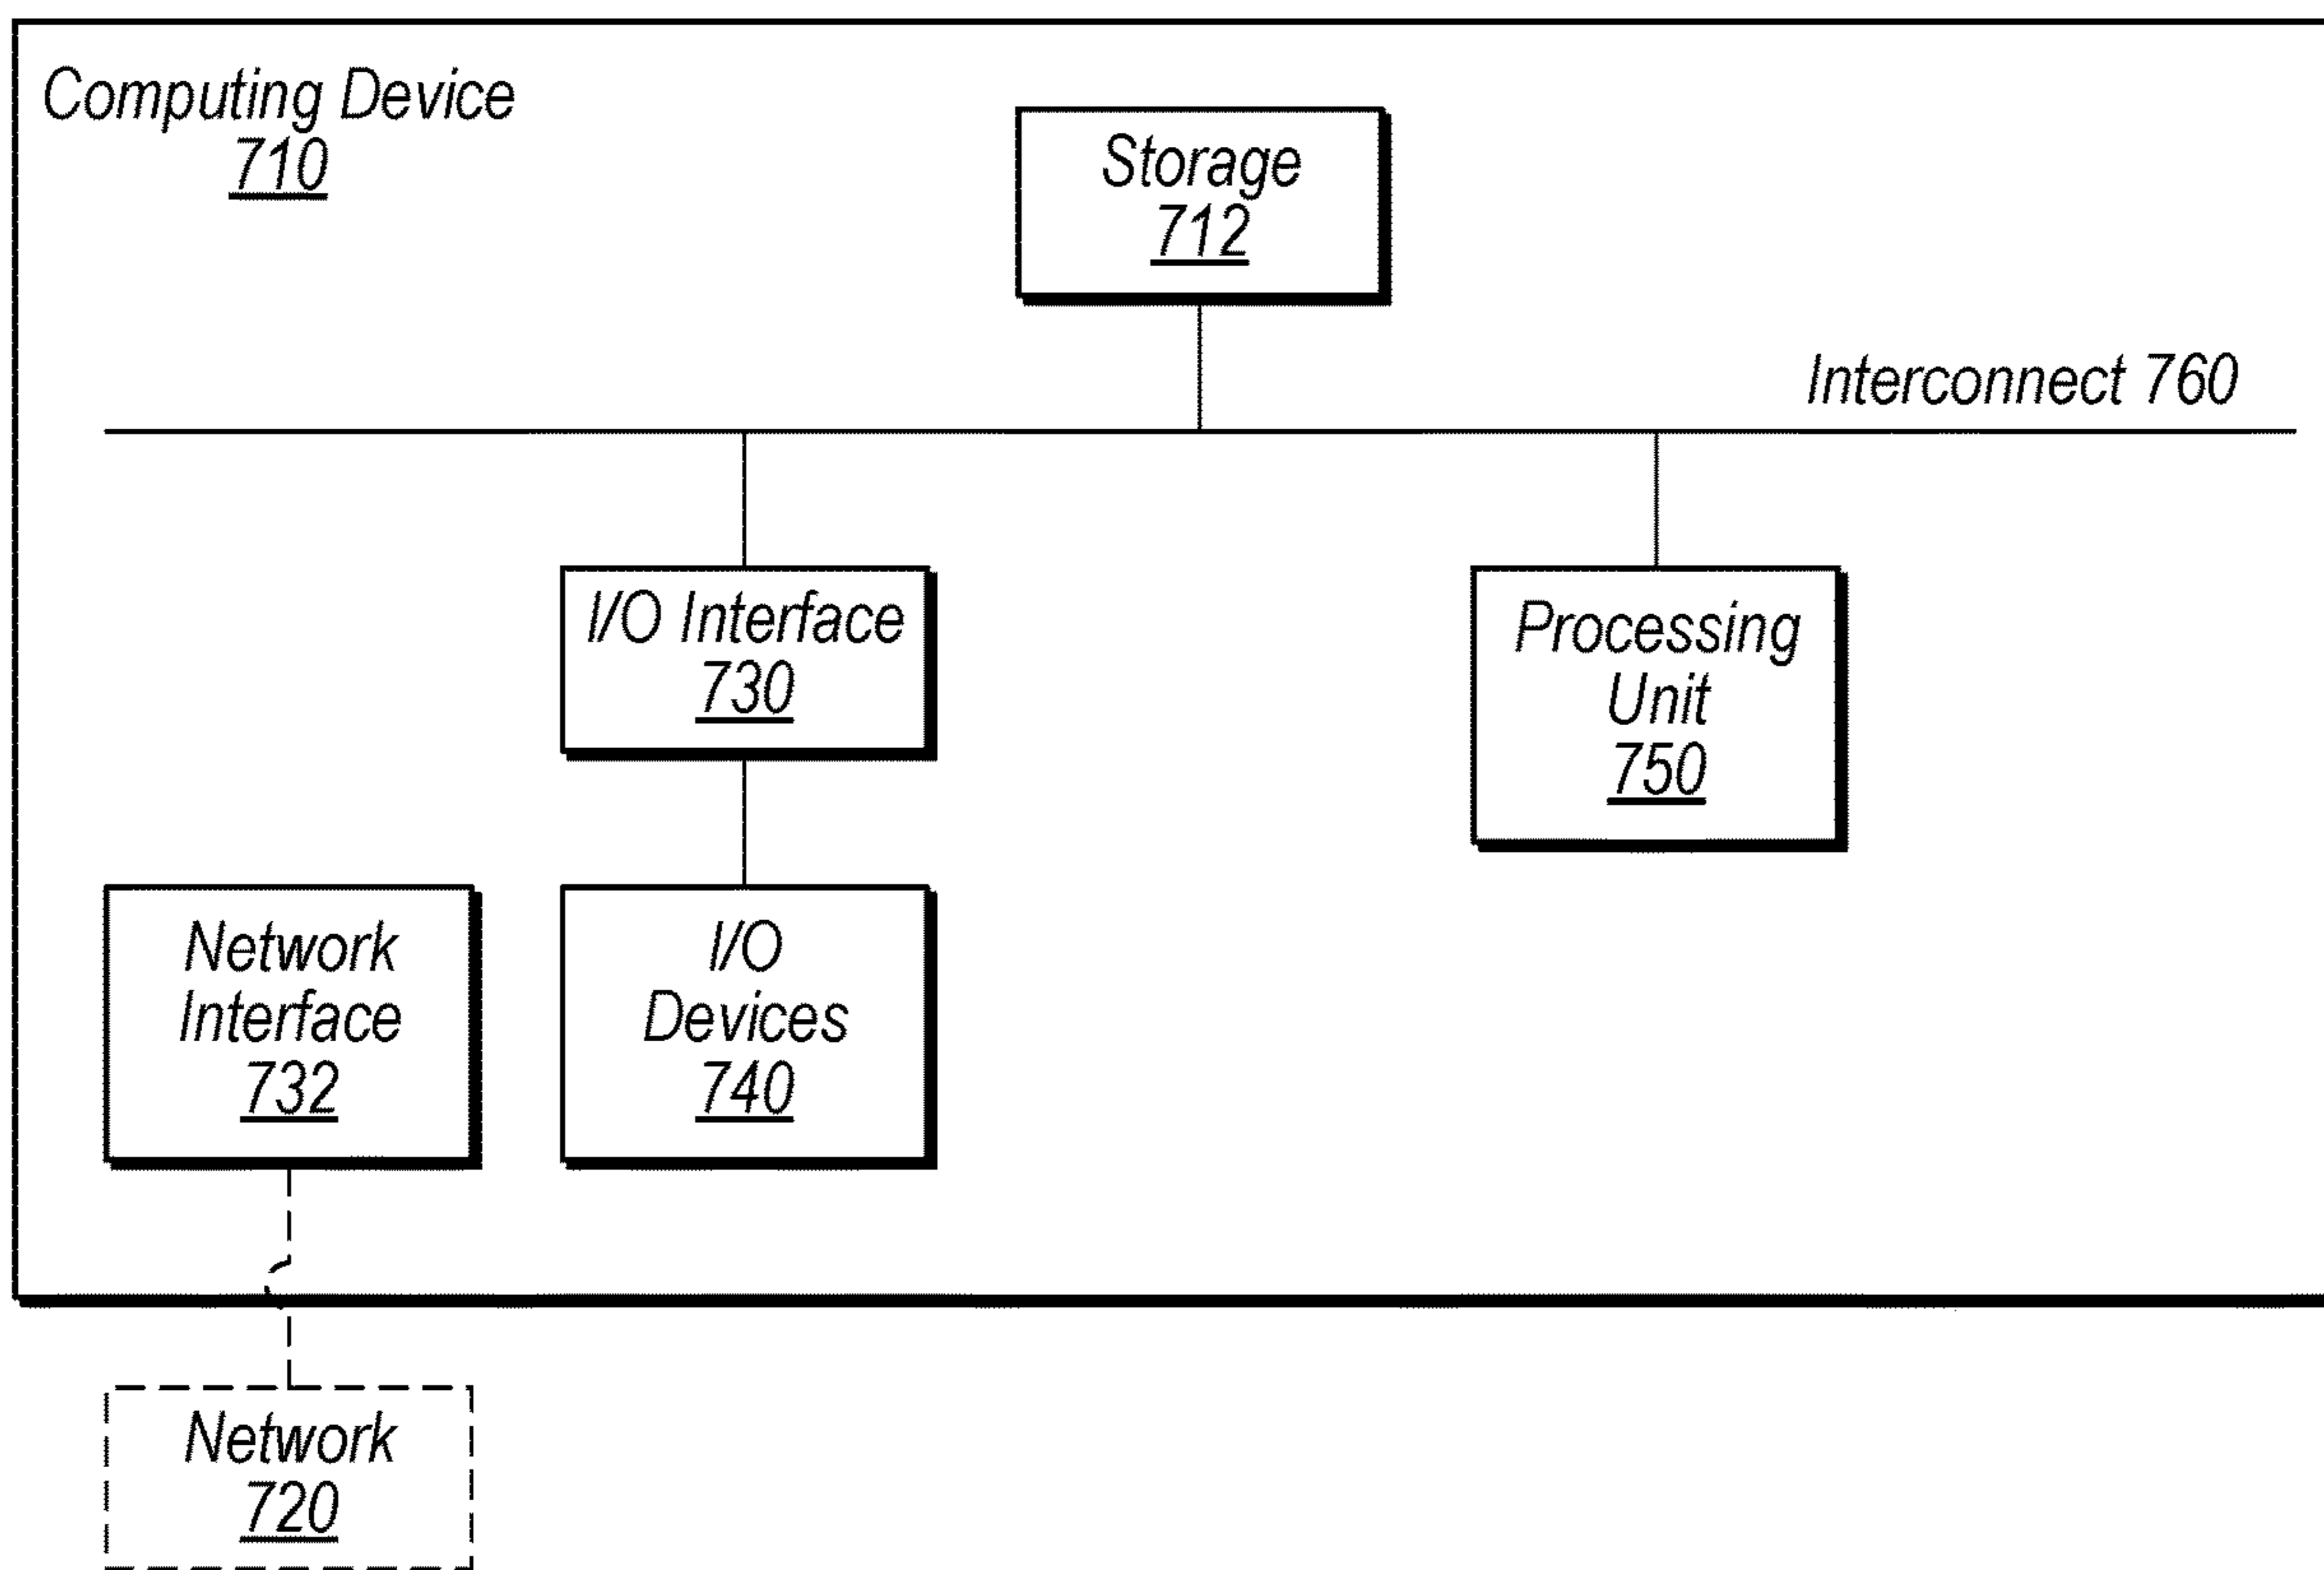 Computing Device
710
Storage
712
Interconnect 760
I/O Interface
730
Processing
Unit
750
Network
Interface
732
I/O
Devices
740
Network
720